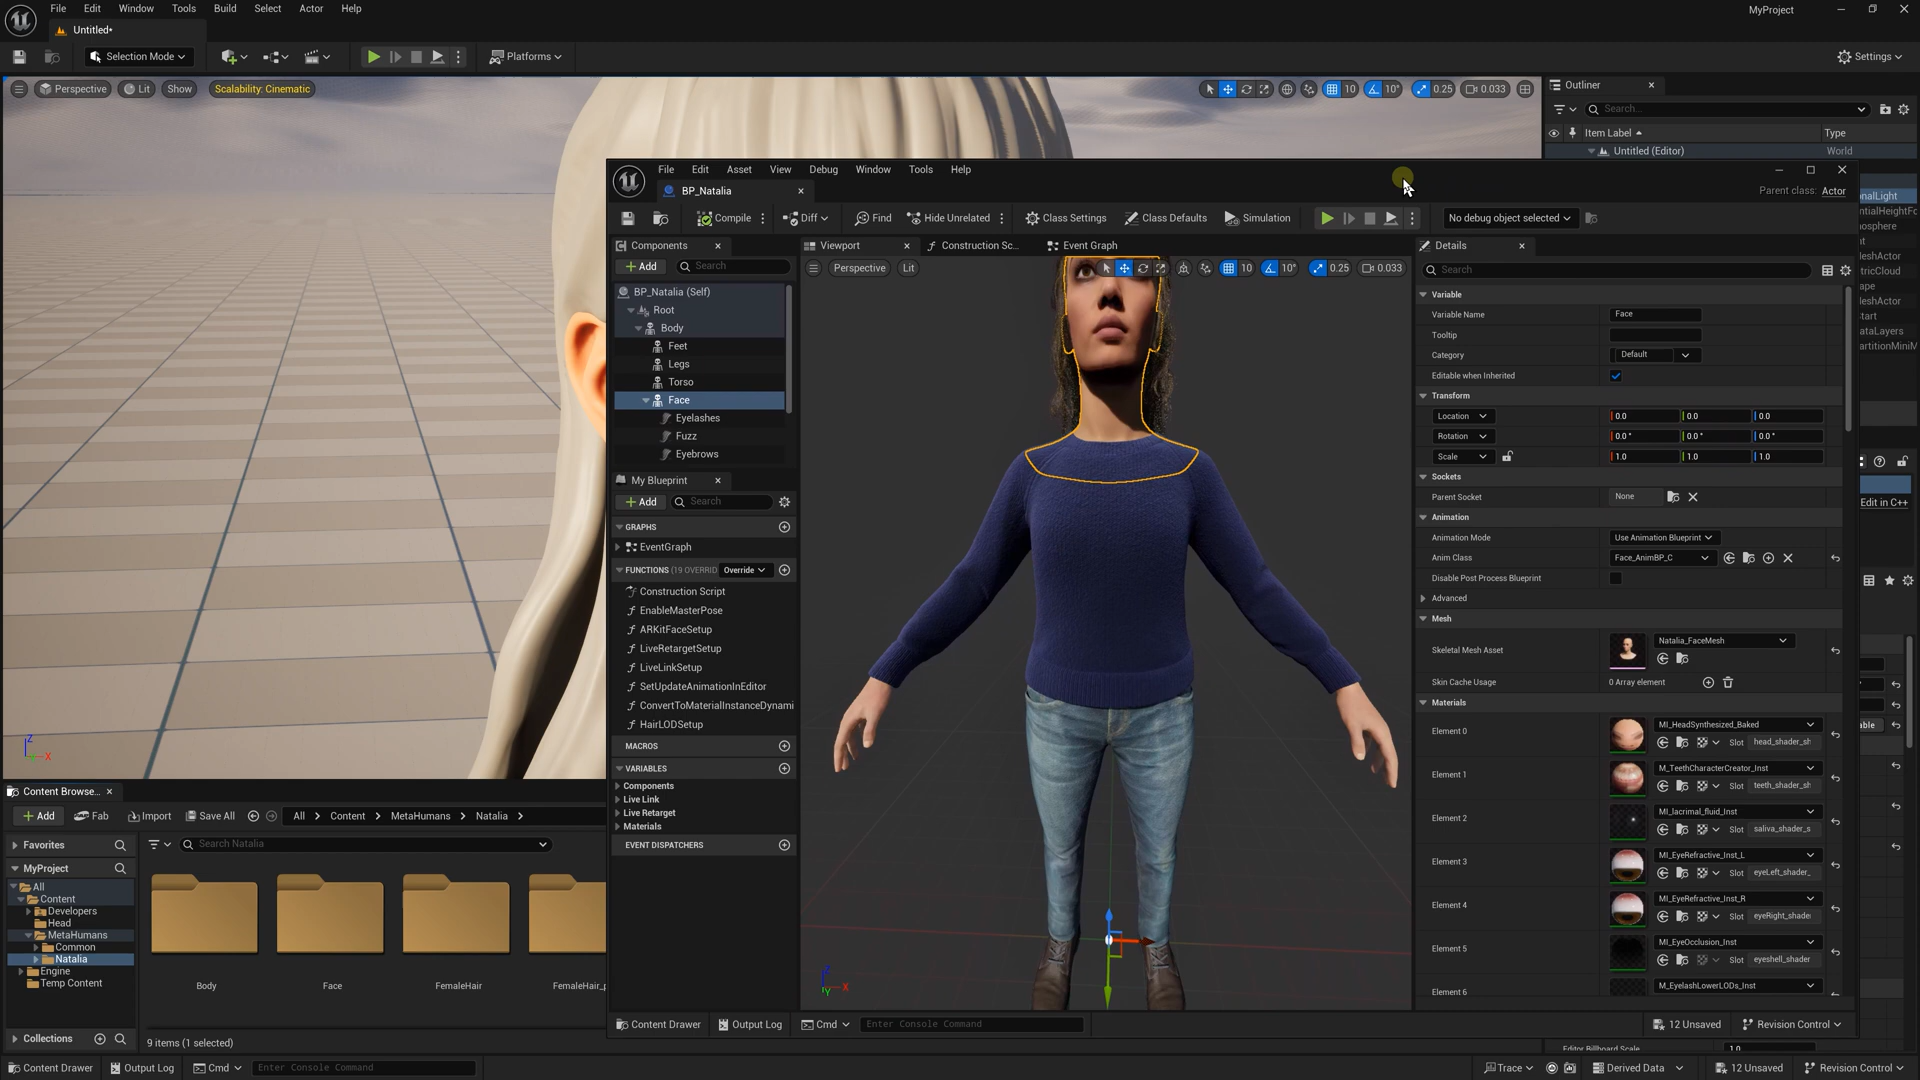 File Edit Window Tools Build Select Actor Help
MyProject
Untitled*
Selection Mode
Platforms
Settings
Perspective Lit Show Scalability: Cinematic
10 10° 0.25 0.033
Outliner
Search...
Item Label Type
Untitled (Editor) World
File Edit Asset View Debug Window Tools Help
BP_Natalia
Parent class: Actor
Compile Diff Find Hide Unrelated Class Settings Class Defaults Simulation No debug object selected
Components
Add Search
BP_Natalia (Self)
Root
Body
Feet
Legs
Torso
Face
Eyelashes
Fuzz
Eyebrows
My Blueprint
Add Search
GRAPHS
EventGraph
FUNCTIONS (19 OVERRID Override
Construction Script
EnableMasterPose
ARKitFaceSetup
LiveRetargetSetup
LiveLinkSetup
SetUpdateAnimationInEditor
ConvertToMaterialInstanceDynami
HairLODSetup
MACROS
VARIABLES
Components
Live Link
Live Retarget
Materials
EVENT DISPATCHERS
Viewport Construction Sc... Event Graph
Perspective Lit 10 10° 0.25 0.033
Z
X
Y
Details
Search
Variable
Variable Name Face
Tooltip
Category Default
Editable when Inherited
Transform
Location 0.0 0.0 0.0
Rotation 0.0 ° 0.0 ° 0.0 °
Scale 1.0 1.0 1.0
Sockets
Parent Socket None
Animation
Animation Mode Use Animation Blueprint
Anim Class Face_AnimBP_C
Disable Post Process Blueprint
Advanced
Mesh
Skeletal Mesh Asset Natalia_FaceMesh
Skin Cache Usage 0 Array element
Materials
Element 0 MI_HeadSynthesized_Baked
Slot head_shader_sh
Element 1 M_TeethCharacterCreator_Inst
Slot teeth_shader_sh
Element 2 MI_lacrimal_fluid_Inst
Slot saliva_shader_s
Element 3 MI_EyeRefractive_Inst_L
Slot eyeLeft_shader_
Element 4 MI_EyeRefractive_Inst_R
Slot eyeRight_shader
Element 5 MI_EyeOcclusion_Inst
Slot eyeshell_shader
Element 6 M_EyelashLowerLODs_Inst
Content Drawer Output Log Cmd Enter Console Command 12 Unsaved Revision Control
onalLight
ntialHeightFo
osphere
ht
MeshActor
tricCloud
ape
MeshActor
tart
ataLayers
artitionMiniM
Edit in C++
able
Editor Billboard Scale 1.0
Z
X
Content Browse...
Add Fab Import Save All All Content MetaHumans Natalia
Favorites
Search Natalia
MyProject
All
Content
Developers
Head
MetaHumans
Common
Natalia
Engine
Temp Content
Collections
Body Face FemaleHair FemaleHair_p
9 items (1 selected)
Content Drawer Output Log Cmd Enter Console Command Trace Derived Data 12 Unsaved Revision Control